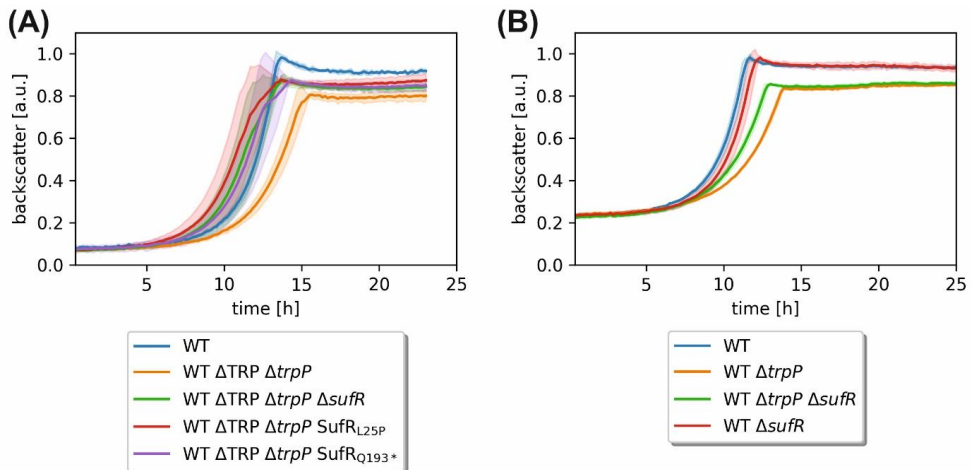 (A)
1.0
0.8
0.6
0.4
0.2
0.0
backscatter [a.u.]
5 10 15 20 25
time [h]
WT
WT ΔTRP ΔtrpP
WT ΔTRP ΔtrpP ΔsufR
WT ΔTRP ΔtrpP SufR_L25P
WT ΔTRP ΔtrpP SufR_Q193*
(B)
1.0
0.8
0.6
0.4
0.2
0.0
backscatter [a.u.]
5 10 15 20 25
time [h]
WT
WT ΔtrpP
WT ΔtrpP ΔsufR
WT ΔsufR